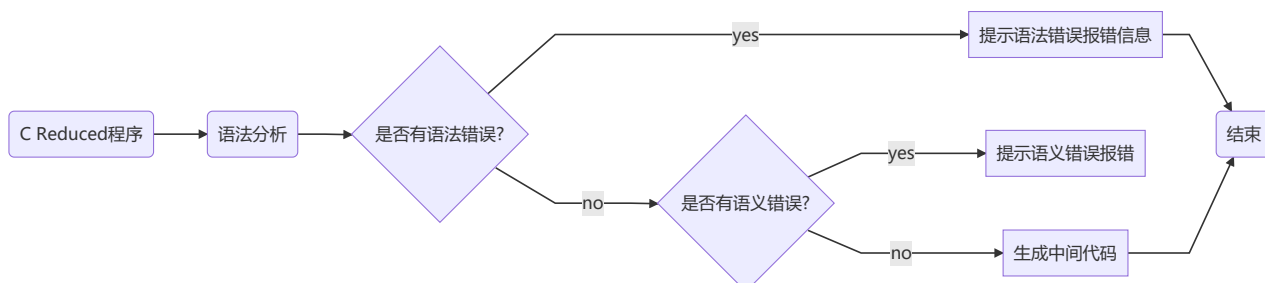 C Reduced程序
语法分析
是否有语法错误?
yes
提示语法错误报错信息
no
是否有语义错误?
yes
提示语义错误报错
no
生成中间代码
结束